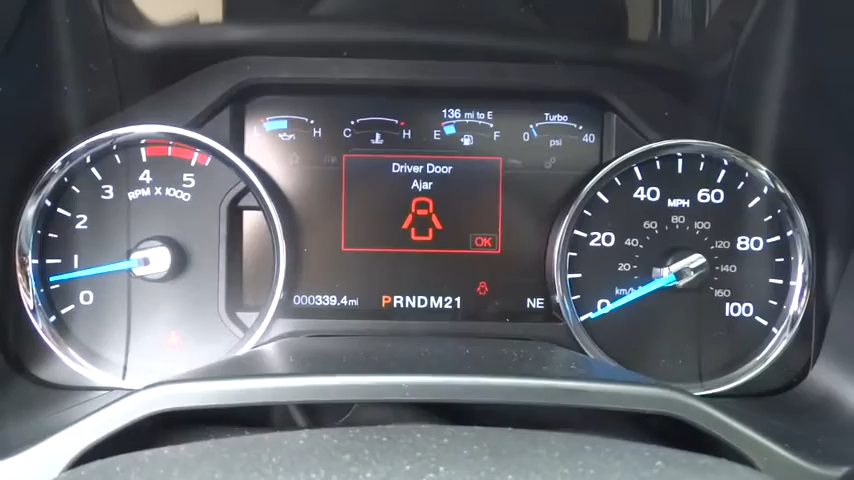 136 mi to E
Turbo
L H C H E F 0 40
psi
Driver Door
Ajar
OK
000339.4mi
PRNDM21
NE
0 1 2 3 4 5
RPM X 1000
0 20 40 60 80 100
MPH
20 40 60 80 100 120 140 160
km/h